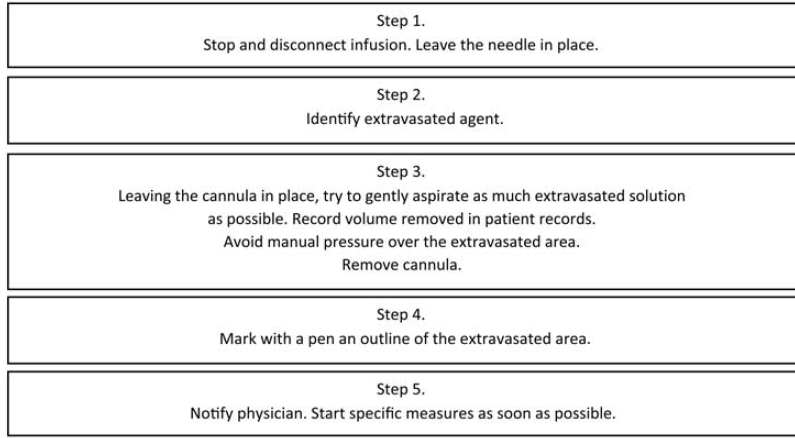 Step 1.
Stop and disconnect infusion. Leave the needle in place.
Step 2.
Identify extravasated agent.
Step 3.
Leaving the cannula in place, try to gently aspirate as much extravasated solution
as possible. Record volume removed in patient records.
Avoid manual pressure over the extravasated area.
Remove cannula.
Step 4.
Mark with a pen an outline of the extravasated area.
Step 5.
Notify physician. Start specific measures as soon as possible.